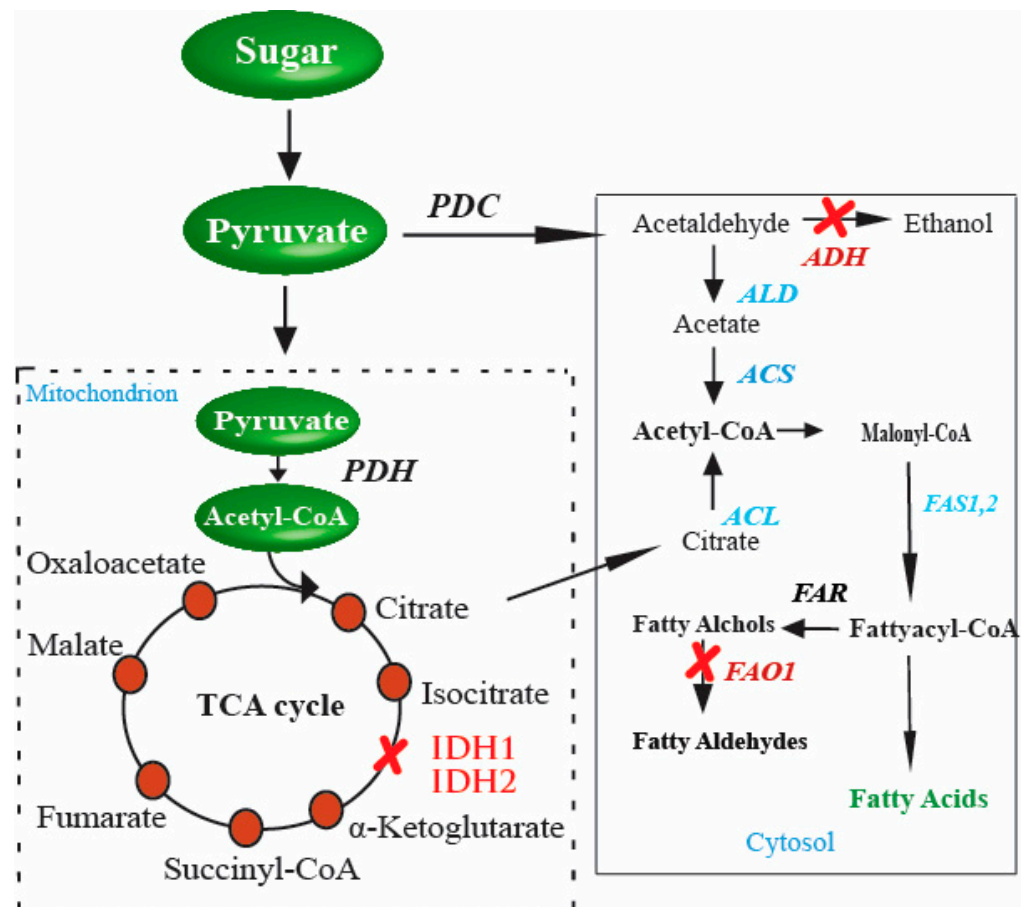 Sugar
Pyruvate
PDC
Acetaldehyde
Ethanol
ADH
ALD
Acetate
ACS
Acetyl-CoA
Malonyl-CoA
ACL
FAS1,2
Citrate
FAR
Fatty Alchols
Fattyacyl-CoA
FAO1
Fatty Aldehydes
Fatty Acids
Cytosol
Mitochondrion
Pyruvate
PDH
Acetyl-CoA
Oxaloacetate
Citrate
Malate
Isocitrate
TCA cycle
IDH1
IDH2
Fumarate
α-Ketoglutarate
Succinyl-CoA